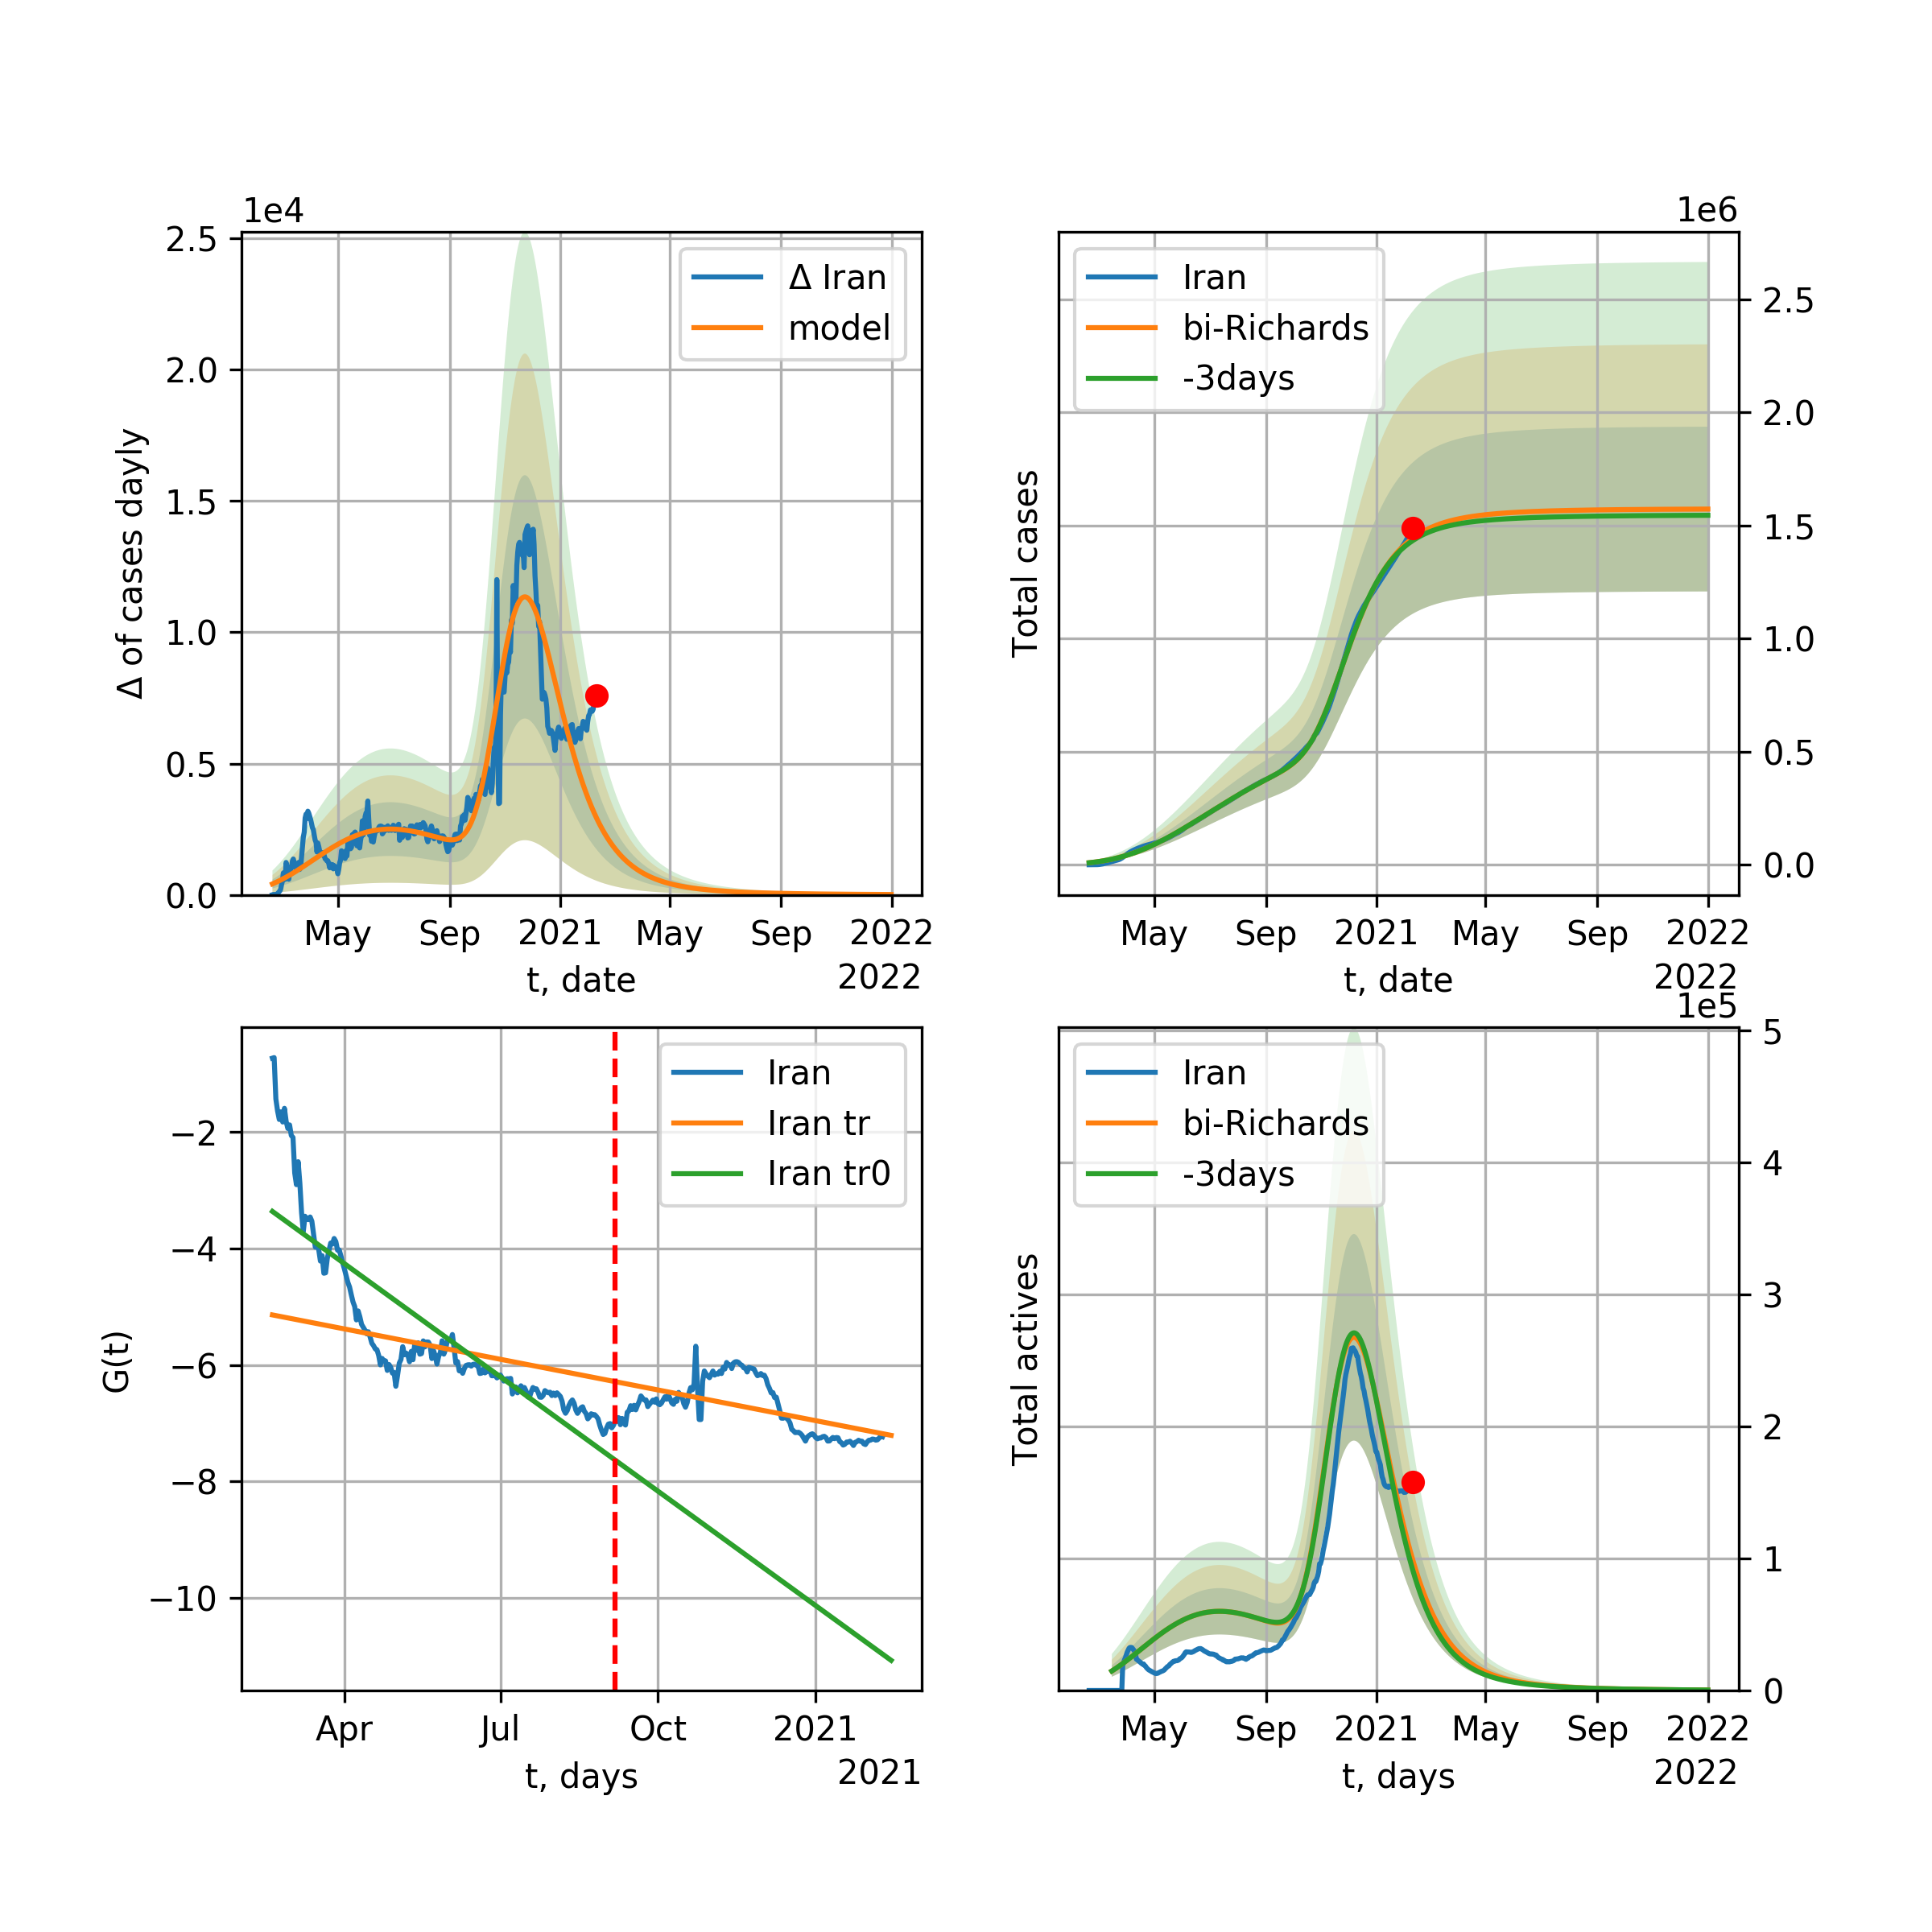 1e4
2.5
2.0
1.5
1.0
0.5
0.0
Δ of cases dayly
Δ Iran
model
May Sep 2021 May Sep 2022
t, date
2022
1e6
Iran
bi-Richards
-3days
Total cases
2.5
2.0
1.5
1.0
0.5
0.0
May Sep 2021 May Sep 2022
t, date
2022
−2
−4
−6
−8
−10
G(t)
Iran
Iran tr
Iran tr0
Apr Jul Oct 2021
t, days
2021
1e5
Iran
bi-Richards
-3days
Total actives
5
4
3
2
1
0
May Sep 2021 May Sep 2022
t, days
2022